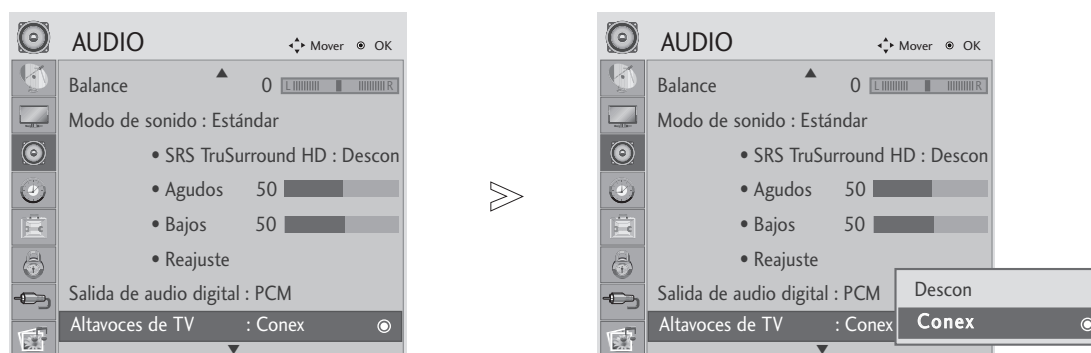 AUDIO
Mover OK
Balance 0 L R
Modo de sonido : Estándar
• SRS TruSurround HD : Descon
• Agudos 50
• Bajos 50
• Reajuste
Salida de audio digital : PCM
Altavoces de TV : Conex
AUDIO
Mover OK
Balance 0 L R
Modo de sonido : Estándar
• SRS TruSurround HD : Descon
• Agudos 50
• Bajos 50
• Reajuste
Salida de audio digital : PCM
Altavoces de TV : Conex
Descon
Conex